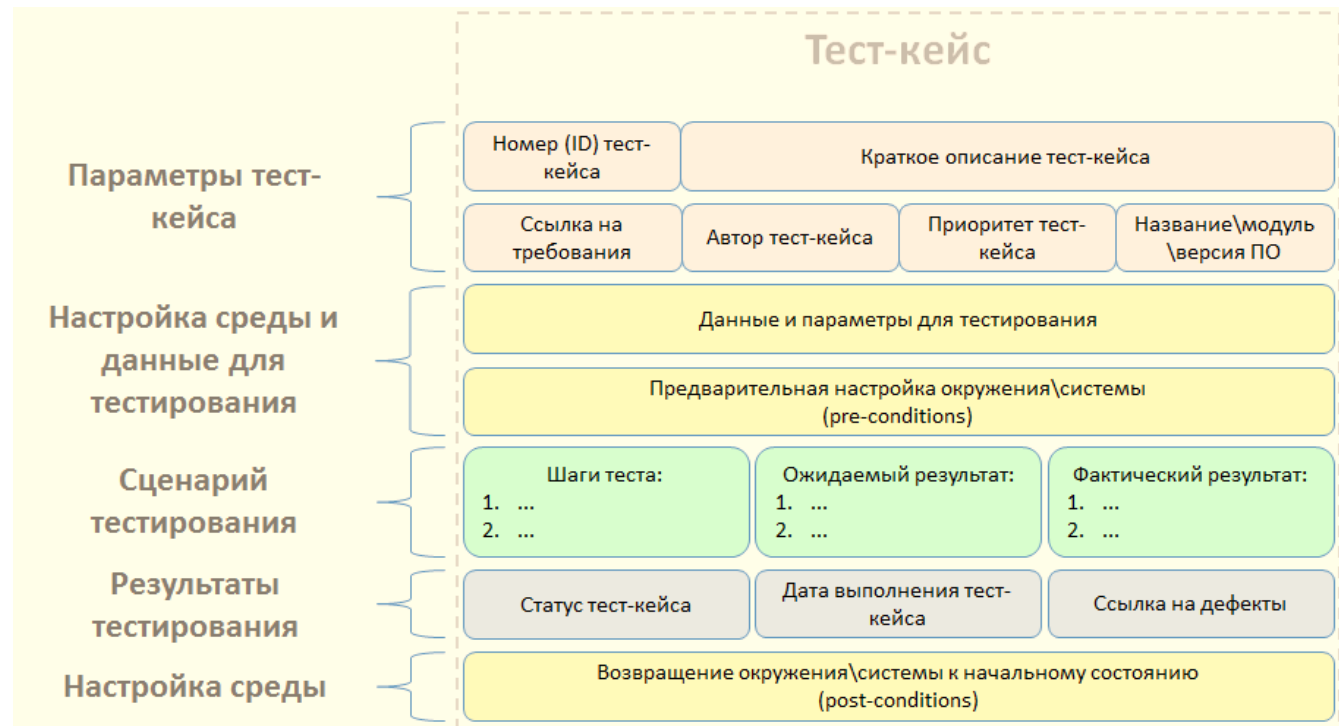 Тест-кейс
Параметры тест-
кейса
Номер (ID) тест-
кейса
Краткое описание тест-кейса
Ссылка на
требования
Автор тест-кейса
Приоритет тест-
кейса
Название\модуль
\версия ПО
Настройка среды и
данные для
тестирования
Данные и параметры для тестирования
Предварительная настройка окружения\системы
(pre-conditions)
Сценарий
тестирования
Шаги теста:
1. ...
2. ...
Ожидаемый результат:
1. ...
2. ...
Фактический результат:
1. ...
2. ...
Результаты
тестирования
Статус тест-кейса
Дата выполнения тест-
кейса
Ссылка на дефекты
Настройка среды
Возвращение окружения\системы к начальному состоянию
(post-conditions)